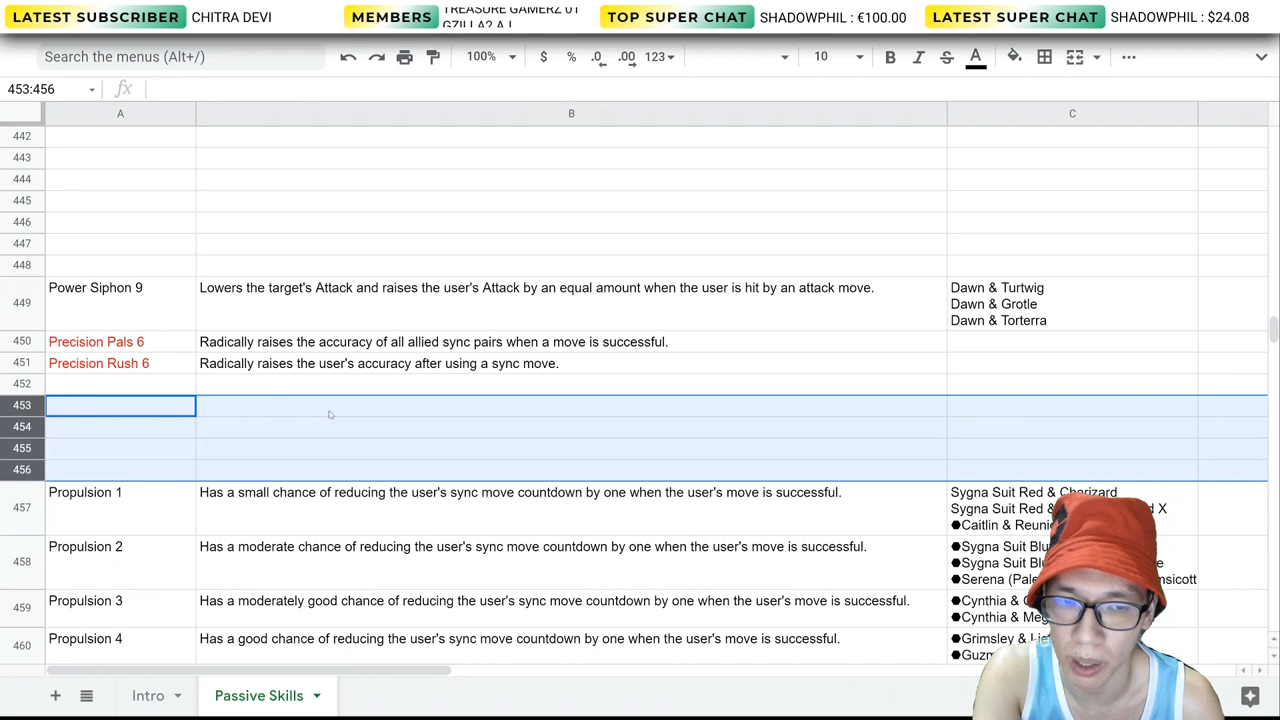 LATEST SUBSCRIBER CHITRA DEVI
MEMBERS
TOP SUPER CHAT SHADOWPHIL : €100.00
LATEST SUPER CHAT SHADOWPHIL : $24.08
Search the menus (Alt+/)
100% $ % .0 .00 123 10 B I S A
453:456 fx
A B C
442
443
444
445
446
447
448
449 Power Siphon 9 Lowers the target's Attack and raises the user's Attack by an equal amount when the user is hit by an attack move. Dawn & Turtwig
Dawn & Grotle
Dawn & Torterra
450 Precision Pals 6 Radically raises the accuracy of all allied sync pairs when a move is successful.
451 Precision Rush 6 Radically raises the user's accuracy after using a sync move.
452
453
454
455
456
457 Propulsion 1 Has a small chance of reducing the user's sync move countdown by one when the user's move is successful. Sygna Suit Red & Charizard
Sygna Suit Red & X
Caitlin &
458 Propulsion 2 Has a moderate chance of reducing the user's sync move countdown by one when the user's move is successful. Sygna Suit
Sygna Suit
Serena
459 Propulsion 3 Has a moderately good chance of reducing the user's sync move countdown by one when the user's move is successful. Cynthia &
Cynthia &
460 Propulsion 4 Has a good chance of reducing the user's sync move countdown by one when the user's move is successful. Grimsley &
Intro Passive Skills